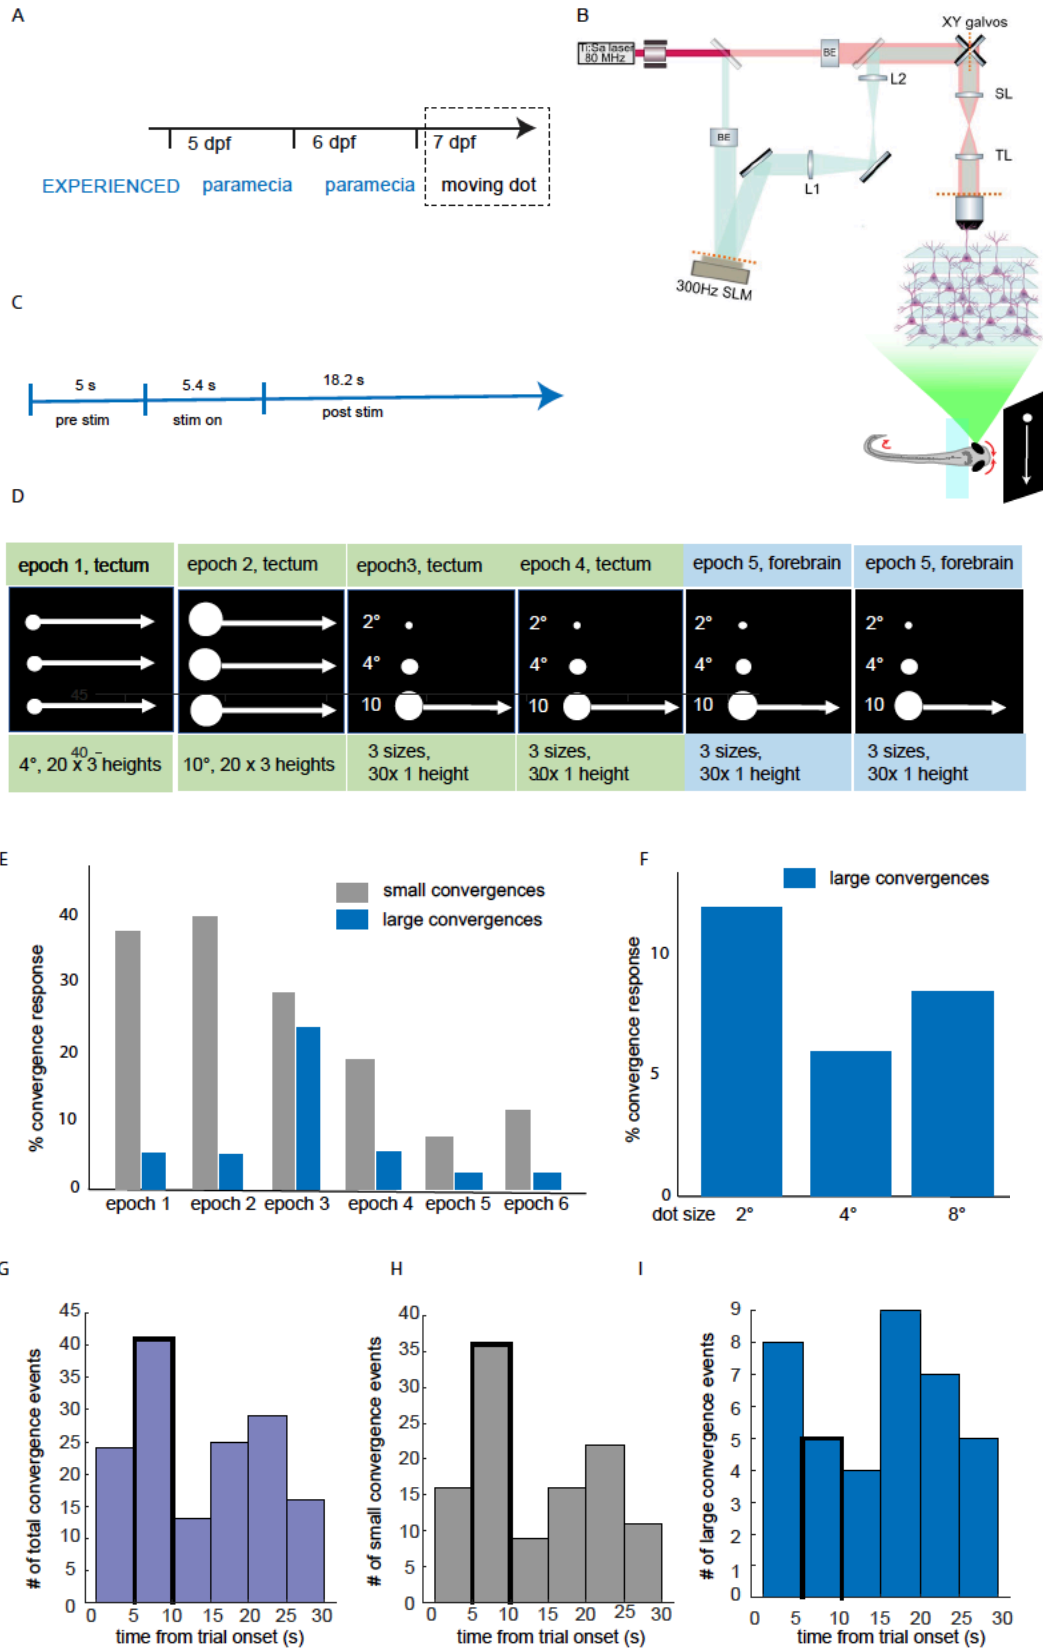 A
5 dpf 6 dpf 7 dpf
EXPERIENCED paramecia paramecia moving dot
B
XY galvos
Ti:Sa laser
80 MHz
BE
L2
SL
BE
TL
L1
300Hz SLM
C
5 s 5.4 s 18.2 s
pre stim stim on post stim
D
epoch 1, tectum epoch 2, tectum epoch3, tectum epoch 4, tectum epoch 5, forebrain epoch 5, forebrain
2° 2° 2° 2°
4° 4° 4° 4°
45
10 10 10 10
40
4°, 20 x 3 heights 10°, 20 x 3 heights
3 sizes, 3 sizes, 3 sizes, 3 sizes,
30x 1 height 30x 1 height 30x 1 height 30x 1 height
E
% convergence response
40
30
20
10
0
small convergences
large convergences
epoch 1 epoch 2 epoch 3 epoch 4 epoch 5 epoch 6
F
% convergence response
large convergences
10
5
0
dot size 2° 4° 8°
G
# of total convergence events
45
40
35
30
25
20
15
10
5
0
0 5 10 15 20 25 30
time from trial onset (s)
H
# of small convergence events
40
35
30
25
20
15
10
5
0
0 5 10 15 20 25 30
time from trial onset (s)
I
# of large convergence events
9
8
7
6
5
4
3
2
1
0
0 5 10 15 20 25 30
time from trial onset (s)